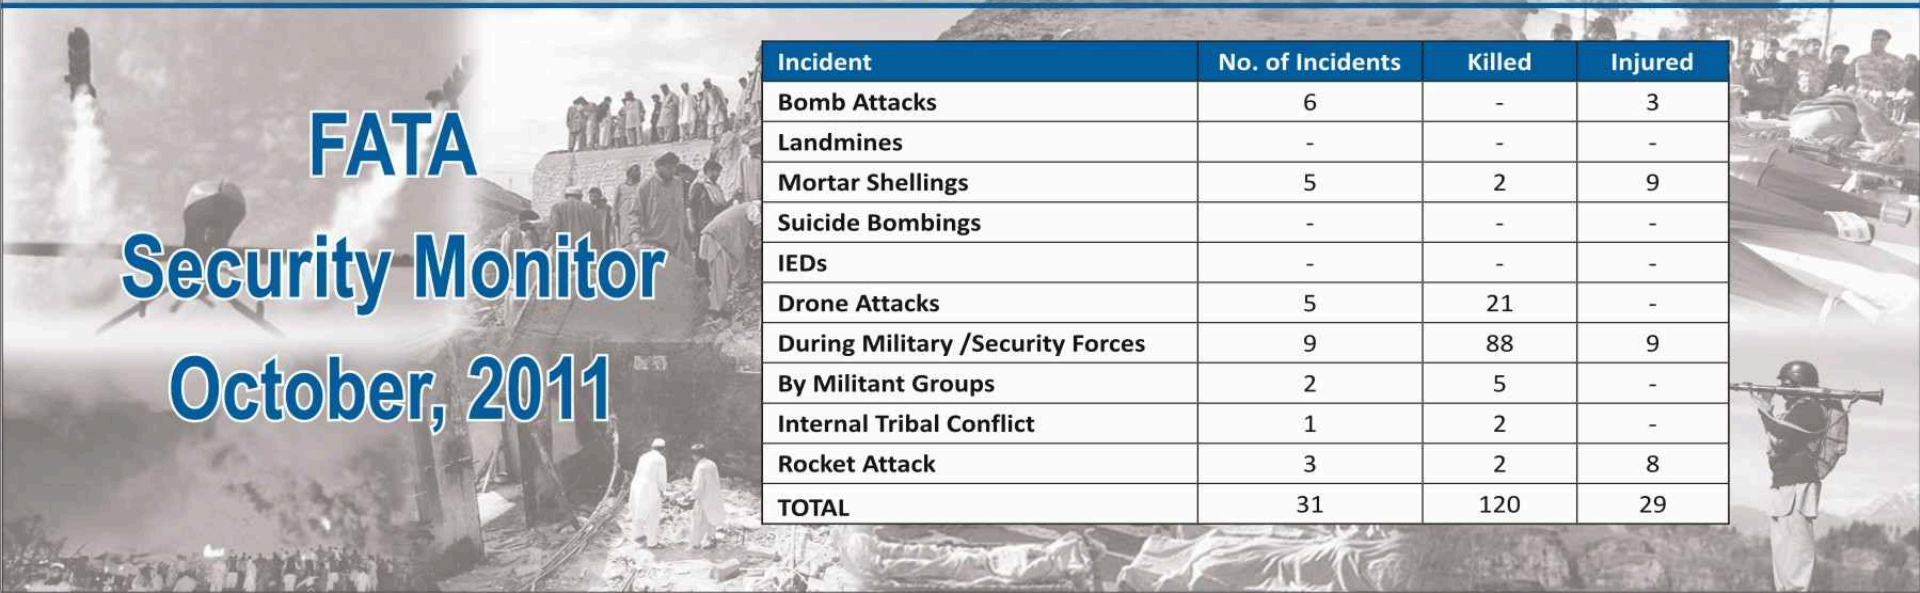 FATA
Security Monitor
October, 2011
Incident No. of Incidents Killed Injured
Bomb Attacks 6 - 3
Landmines - - -
Mortar Shellings 5 2 9
Suicide Bombings - - -
IEDs - - -
Drone Attacks 5 21 -
During Military /Security Forces 9 88 9
By Militant Groups 2 5 -
Internal Tribal Conflict 1 2 -
Rocket Attack 3 2 8
TOTAL 31 120 29